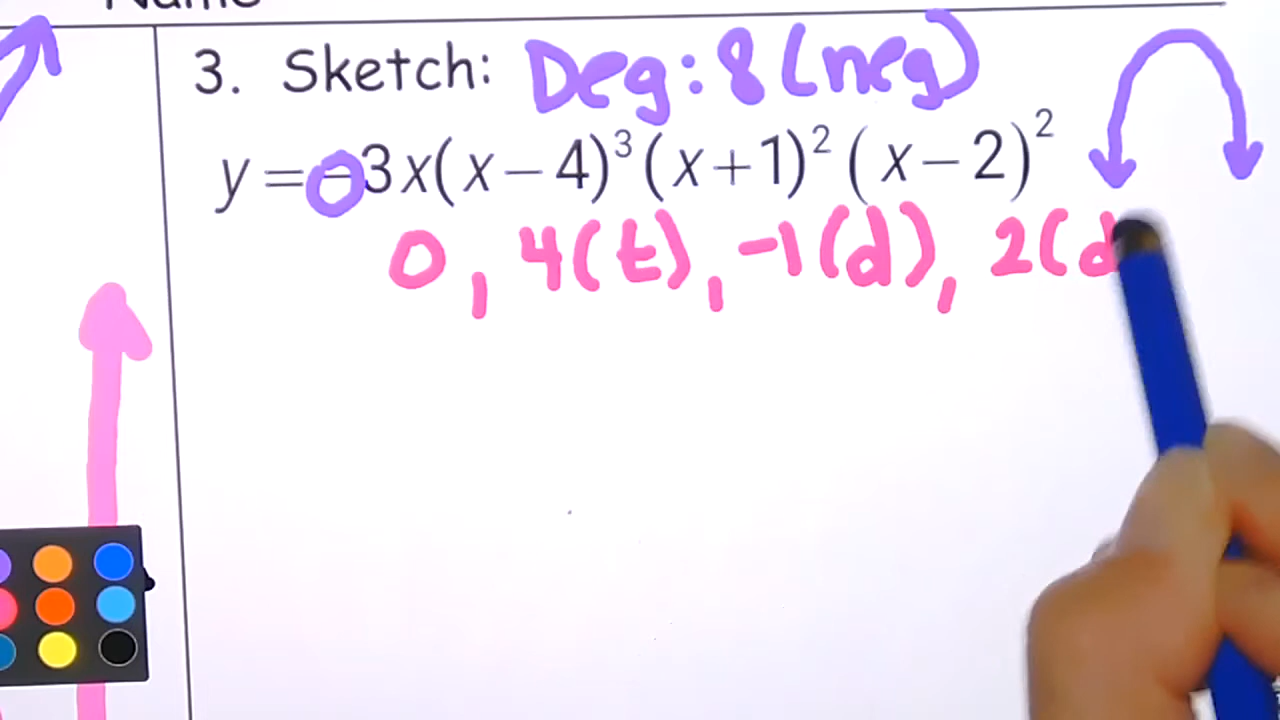 Name
3. Sketch: Deg: 8 (neg)
y = −3x(x − 4)³(x + 1)²(x − 2)²
0, 4(t), -1(d), 2(d